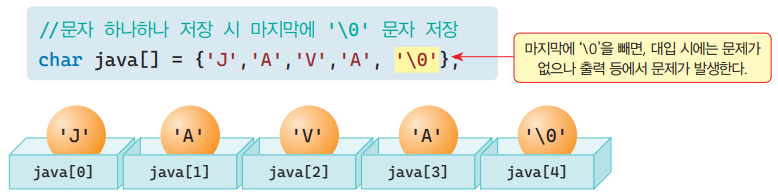 //문자 하나하나 저장 시 마지막에 '\0' 문자 저장
char java[] = {'J','A','V','A', '\0'};
마지막에 '\0'을 빼면, 대입 시에는 문제가
없으나 출력 등에서 문제가 발생한다.
'J' 'A' 'V' 'A' '\0'
java[0] java[1] java[2] java[3] java[4]